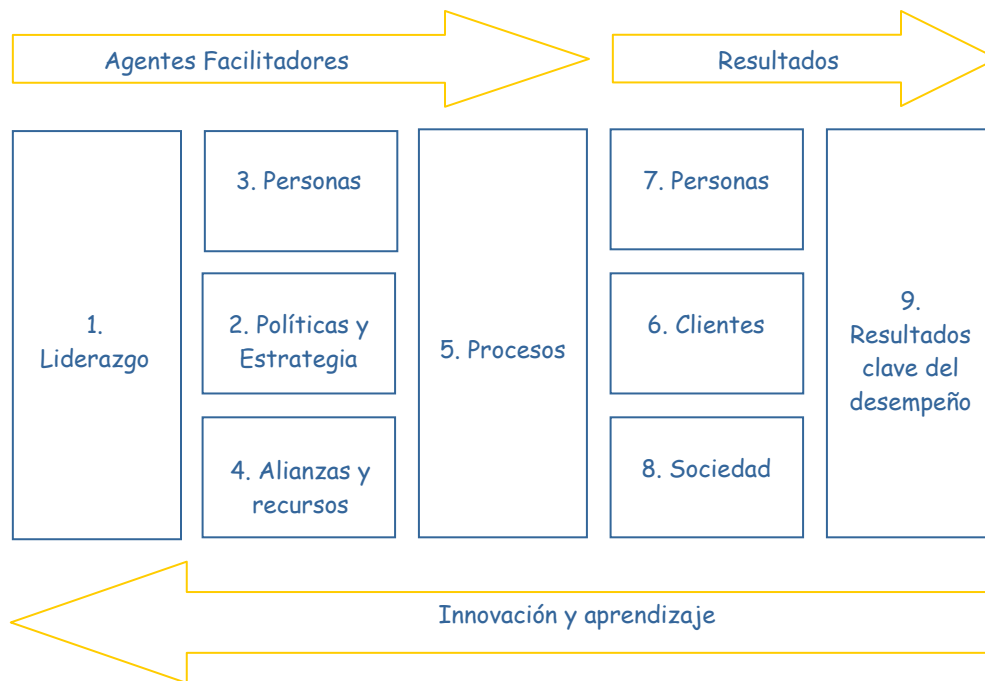 Agentes Facilitadores
Resultados
1.
Liderazgo
3. Personas
2. Políticas y
Estrategia
4. Alianzas y
recursos
5. Procesos
7. Personas
6. Clientes
8. Sociedad
9.
Resultados
clave del
desempeño
Innovación y aprendizaje